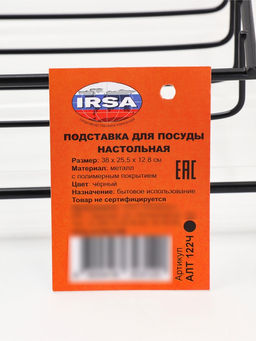 IRSA
ПОДСТАВКА ДЛЯ ПОСУДЫ
НАСТОЛЬНАЯ
Размер: 38 x 25,5 x 12,8 см
Материал: металл
с полимерным покрытием
Цвет: чёрный
Назначение: бытовое использование
Товар не сертифицируется
EAC
Артикул
АЛТ 122Ч